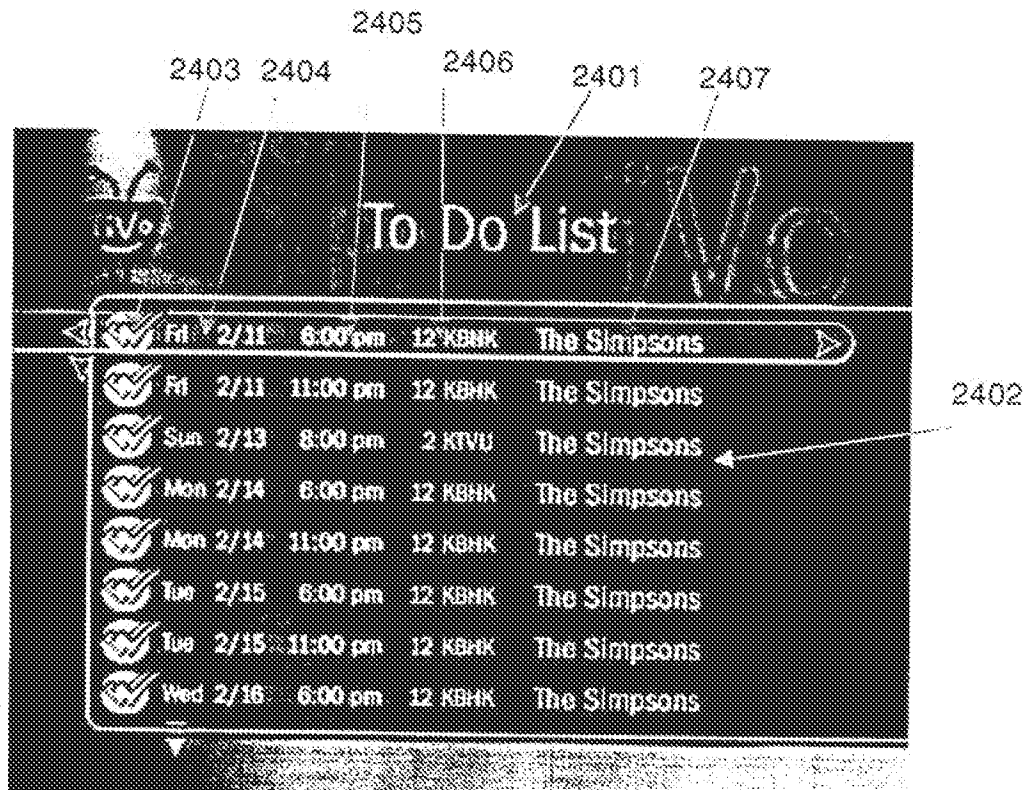 2405
2403 2404 2406 2401 2407
TiVo
To Do List
Fri 2/11 6:00 pm 12 KBHK The Simpsons
Fri 2/11 11:00 pm 12 KBHK The Simpsons
2402
Sun 2/13 8:00 pm 2 KTVU The Simpsons
Mon 2/14 6:00 pm 12 KBHK The Simpsons
Mon 2/14 11:00 pm 12 KBHK The Simpsons
Tue 2/15 6:00 pm 12 KBHK The Simpsons
Tue 2/15 11:00 pm 12 KBHK The Simpsons
Wed 2/16 6:00 pm 12 KBHK The Simpsons